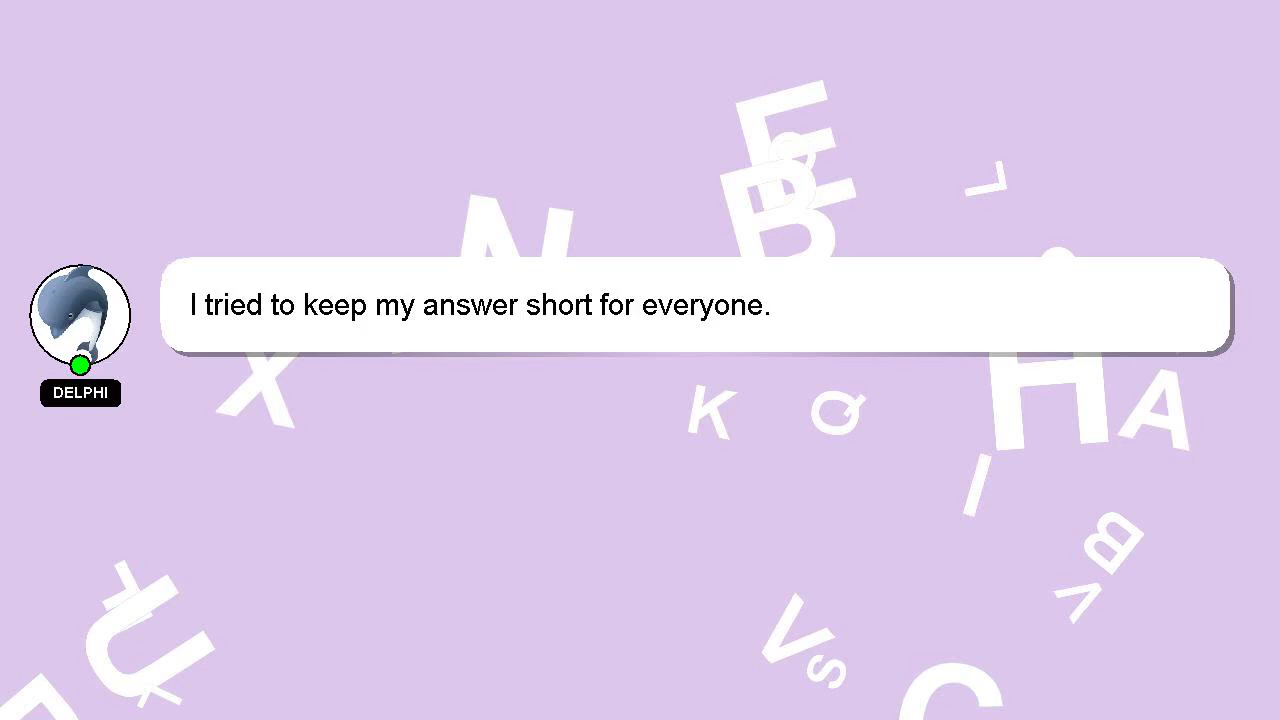 I tried to keep my answer short for everyone.
DELPHI
E
B
L
N
X
K
Q
H
A
I
B
V
U
V
S